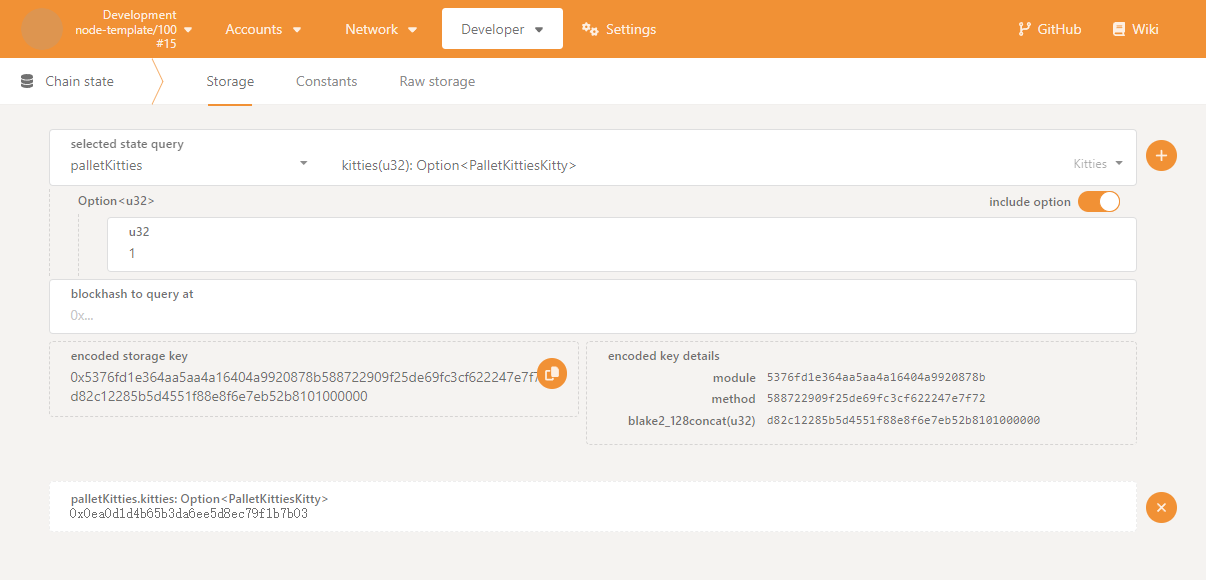 Development
node-template/100
#15
Accounts
Network
Developer
Settings
GitHub
Wiki
Chain state
Storage
Constants
Raw storage
selected state query
palletKitties
kitties(u32): Option<PalletKittiesKitty>
Kitties
Option<u32>
include option
u32
1
blockhash to query at
0x...
encoded storage key
0x5376fd1e364aa5aa4a16404a9920878b588722909f25de69fc3cf622247e7f7
d82c12285b5d4551f88e8f6e7eb52b8101000000
encoded key details
module 5376fd1e364aa5aa4a16404a9920878b
method 588722909f25de69fc3cf622247e7f72
blake2_128concat(u32) d82c12285b5d4551f88e8f6e7eb52b8101000000
palletKitties.kitties: Option<PalletKittiesKitty>
0x0ea0d1d4b65b3da6ee5d8ec79f1b7b03